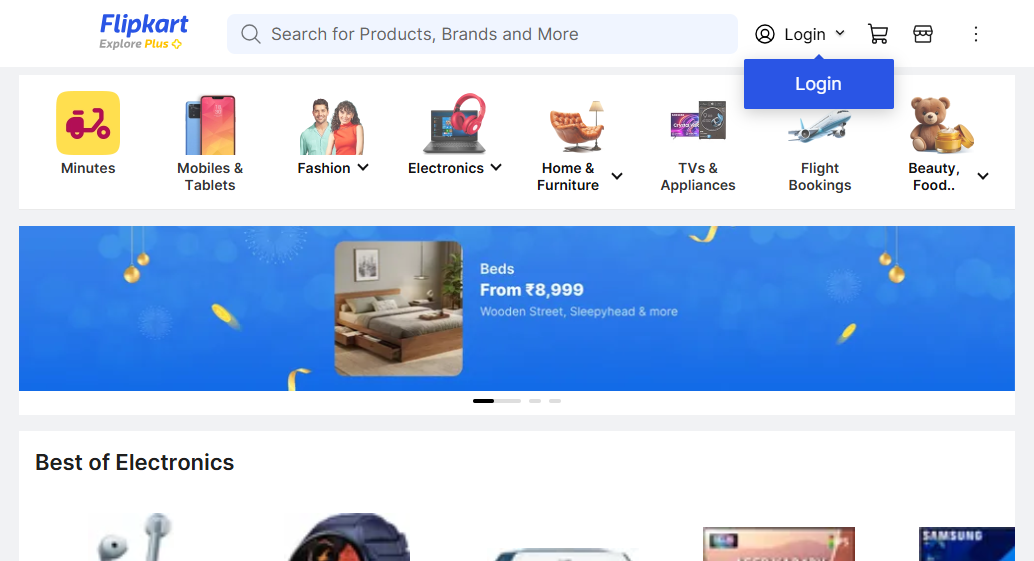 Flipkart
Explore Plus
Search for Products, Brands and More
Login
Login
Minutes
Mobiles &
Tablets
Fashion
Electronics
Home &
Furniture
TVs &
Appliances
Flight
Bookings
Beauty,
Food..
Beds
From ₹8,999
Wooden Street, Sleepyhead & more
Best of Electronics
SAMSUNG